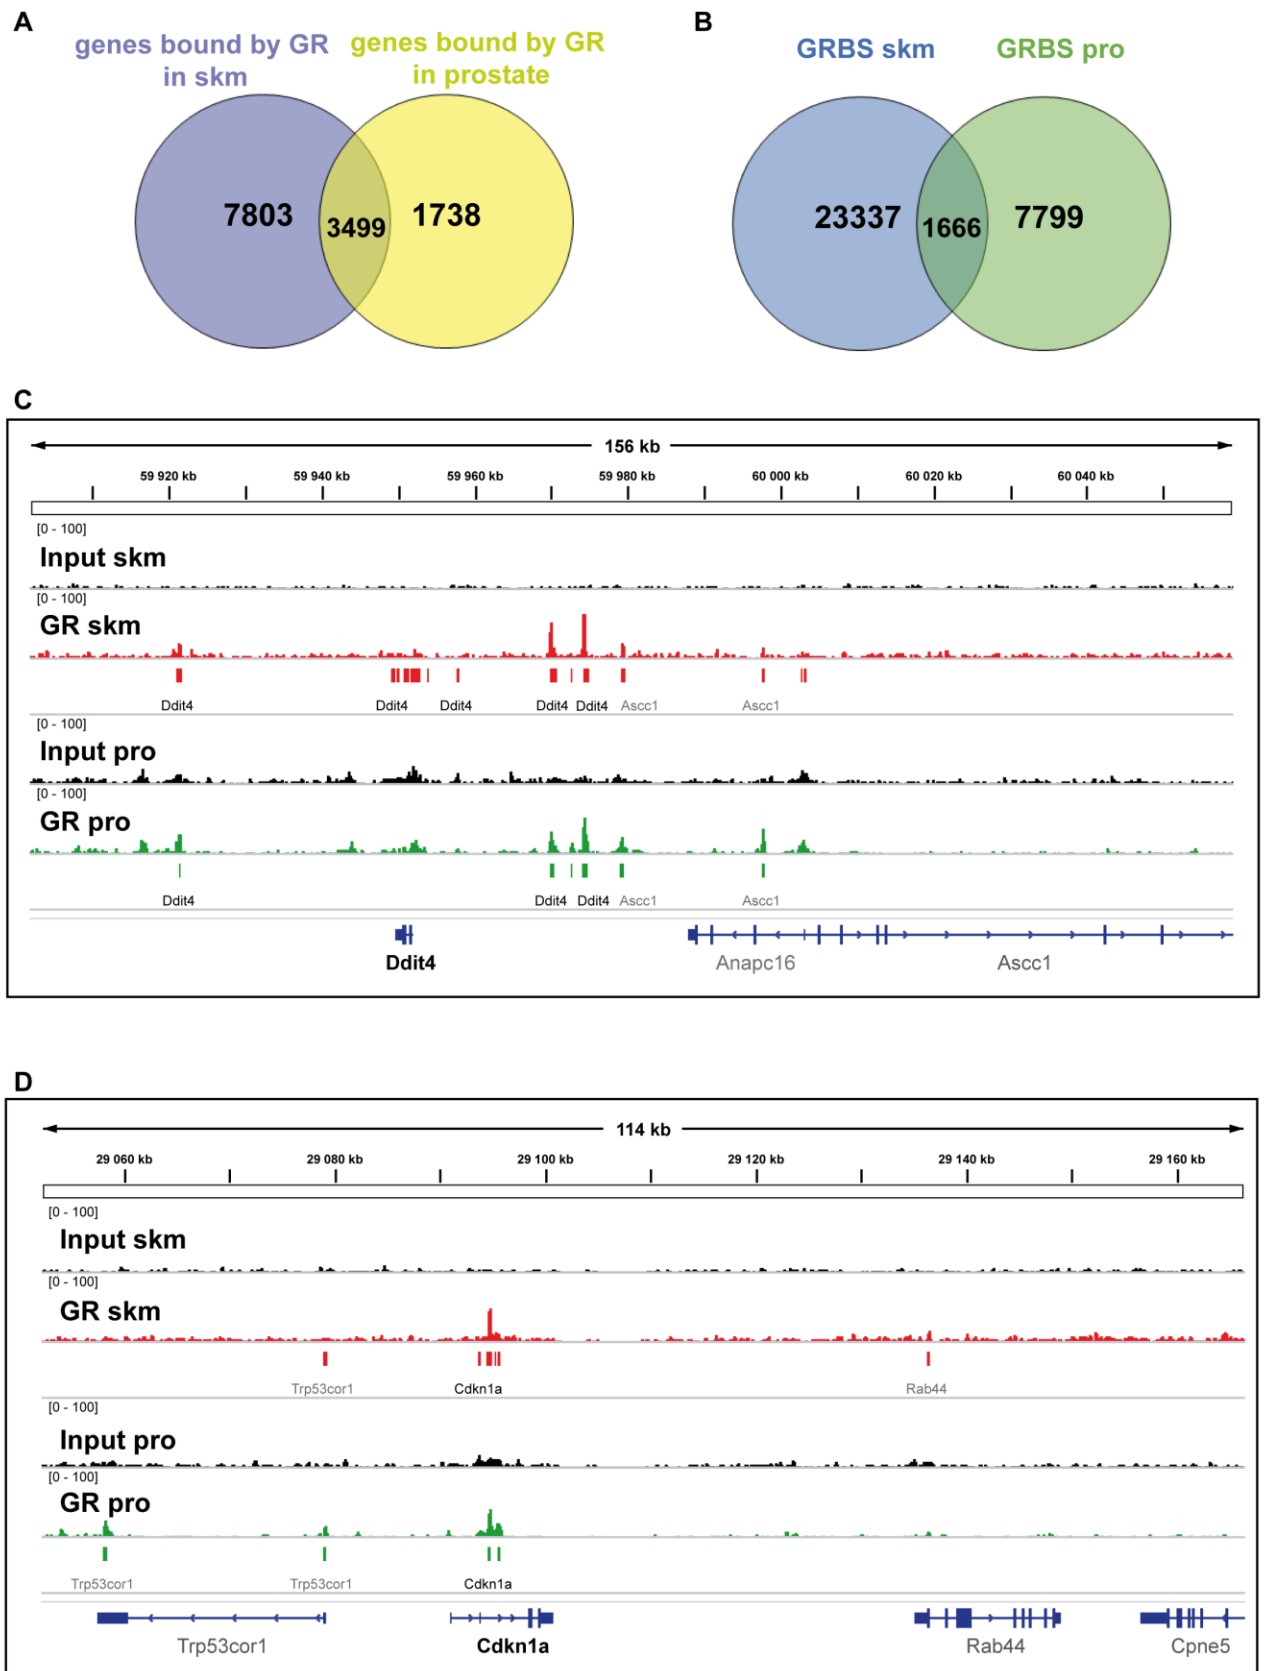 A
genes bound by GR
in skm
genes bound by GR
in prostate
7803
3499
1738
B
GRBS skm
GRBS pro
23337
1666
7799
C
156 kb
59 920 kb 59 940 kb 59 960 kb 59 980 kb 60 000 kb 60 020 kb 60 040 kb
[0 - 100]
Input skm
[0 - 100]
GR skm
Ddit4 Ddit4 Ddit4 Ddit4 Ddit4 Ascc1 Ascc1
[0 - 100]
Input pro
[0 - 100]
GR pro
Ddit4 Ddit4 Ddit4 Ascc1 Ascc1
Ddit4 Anapc16 Ascc1
D
114 kb
29 060 kb 29 080 kb 29 100 kb 29 120 kb 29 140 kb 29 160 kb
[0 - 100]
Input skm
[0 - 100]
GR skm
Trp53cor1 Cdkn1a Rab44
[0 - 100]
Input pro
[0 - 100]
GR pro
Trp53cor1 Trp53cor1 Cdkn1a
Trp53cor1 Cdkn1a Rab44 Cpne5